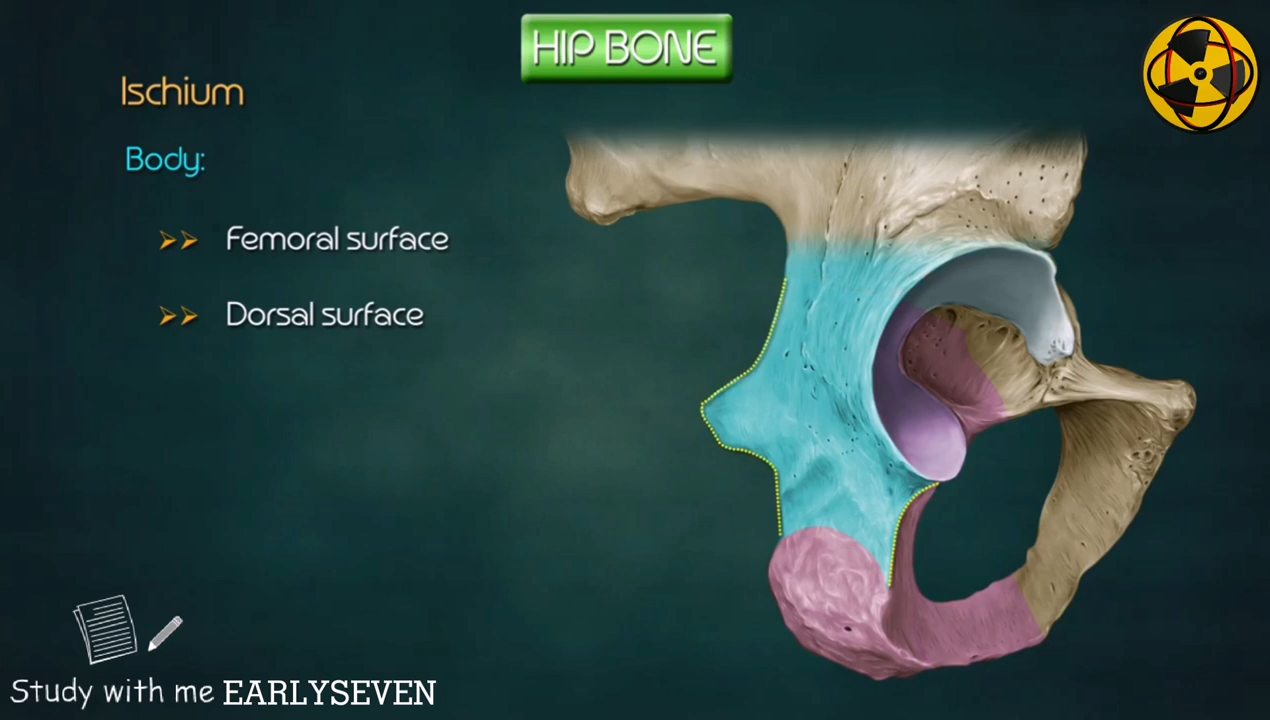 HIP BONE
Ischium
Body:
Femoral surface
Dorsal surface
Study with me EARLYSEVEN